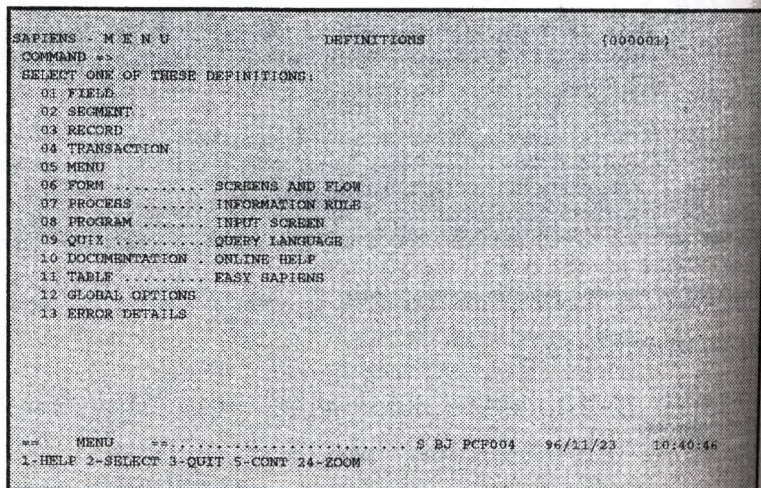 SAPIENS - M E N U DEFINITIONS {000001}
COMMAND =>
SELECT ONE OF THESE DEFINITIONS:
01 FIELD
02 SEGMENT
03 RECORD
04 TRANSACTION
05 MENU
06 FORM .......... SCREENS AND FLOW
07 PROCESS ....... INFORMATION RULE
08 PROGRAM ....... INPUT SCREEN
09 QUIX .......... QUERY LANGUAGE
10 DOCUMENTATION . ONLINE HELP
11 TABLE ......... EASY SAPIENS
12 GLOBAL OPTIONS
13 ERROR DETAILS
== MENU ==........................... S BJ PCF004 96/11/23 10:40:46
1-HELP 2-SELECT 3-QUIT 5-CONT 24-ZOOM